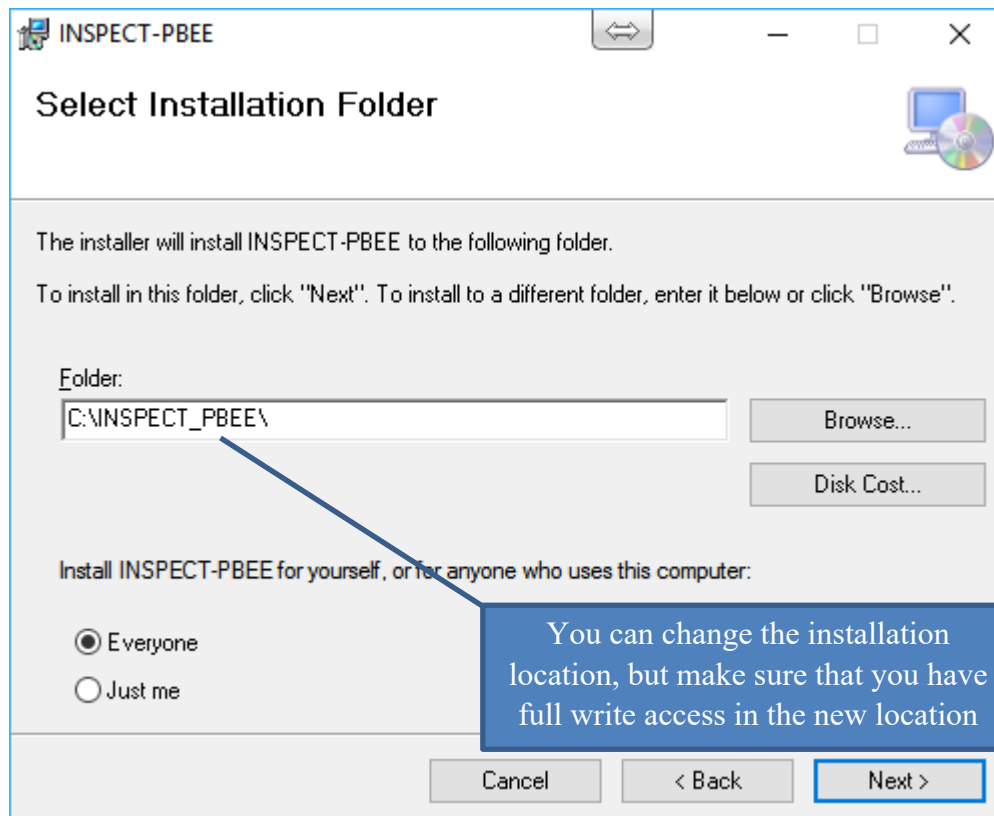 INSPECT-PBEE
Select Installation Folder
The installer will install INSPECT-PBEE to the following folder.
To install in this folder, click "Next". To install to a different folder, enter it below or click "Browse".
Folder:
C:\INSPECT_PBEE\
Browse...
Disk Cost...
Install INSPECT-PBEE for yourself, or for anyone who uses this computer:
Everyone
Just me
You can change the installation
location, but make sure that you have
full write access in the new location
Cancel
< Back
Next >